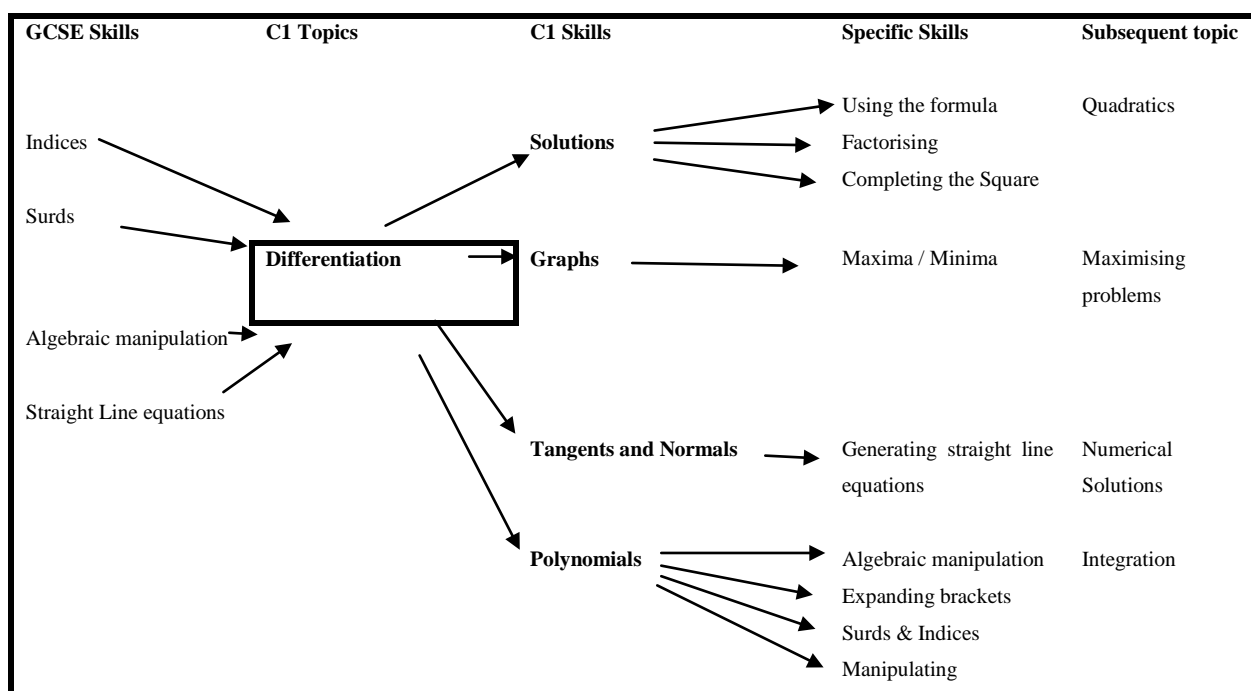 GCSE Skills C1 Topics C1 Skills Specific Skills Subsequent topic
Using the formula Quadratics
Indices Solutions Factorising
Completing the Square
Surds
Differentiation Graphs Maxima / Minima Maximising
problems
Algebraic manipulation
Straight Line equations
Tangents and Normals Generating straight line Numerical
equations Solutions
Polynomials Algebraic manipulation Integration
Expanding brackets
Surds & Indices
Manipulating